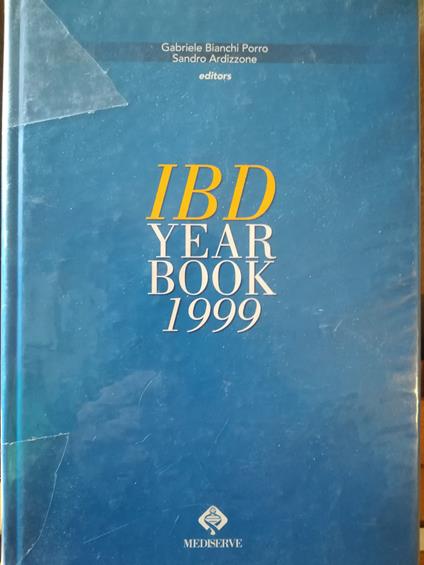 Gabriele Bianchi Porro
Sandro Ardizzone
editors
IBD
YEAR
BOOK
1999
MEDISERVE